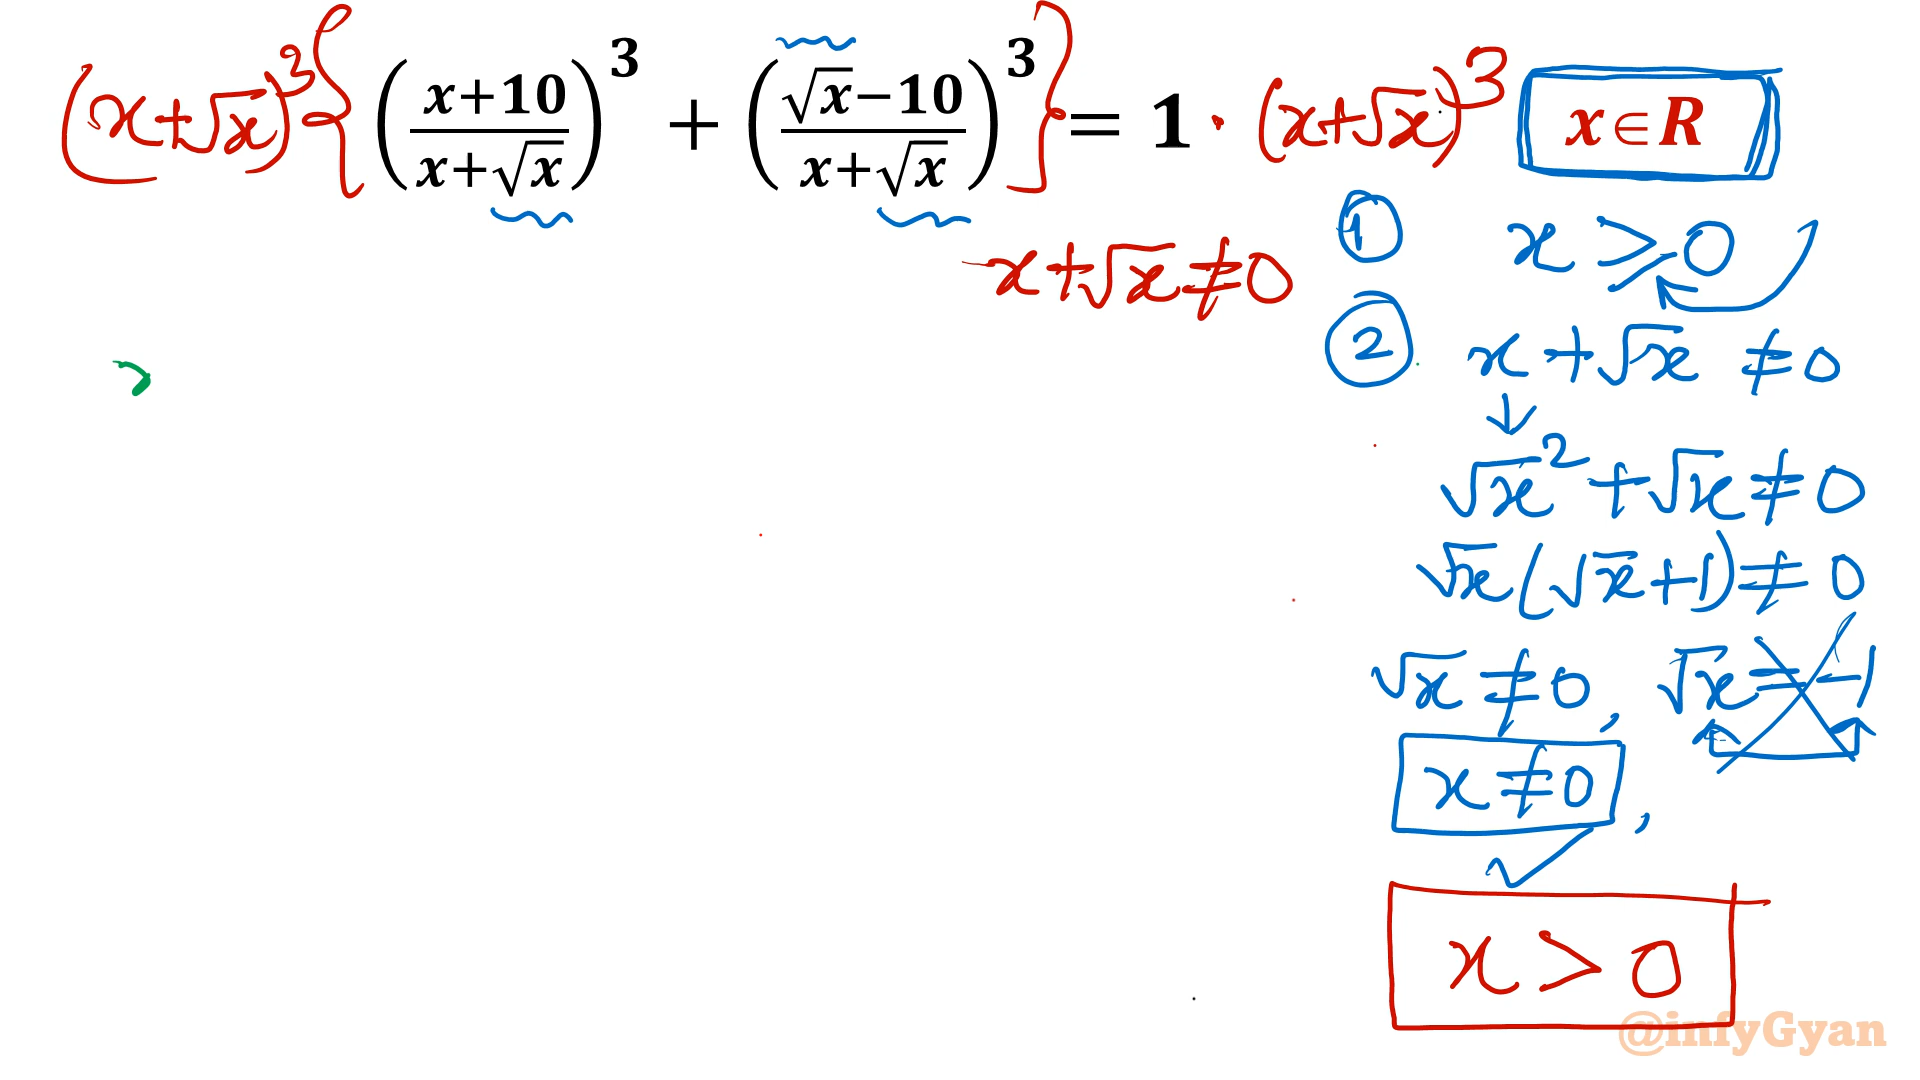 (x+√x)³ { ((x+10)/(x+√x))³ + ((√x−10)/(x+√x))³ } = 1 · (x+√x)³
x∈R
x+√x ≠ 0
① x ≥ 0
② x + √x ≠ 0
√x² + √x ≠ 0
√x (√x + 1) ≠ 0
√x ≠ 0, √x = −1
x ≠ 0,
x > 0
@infyGyan